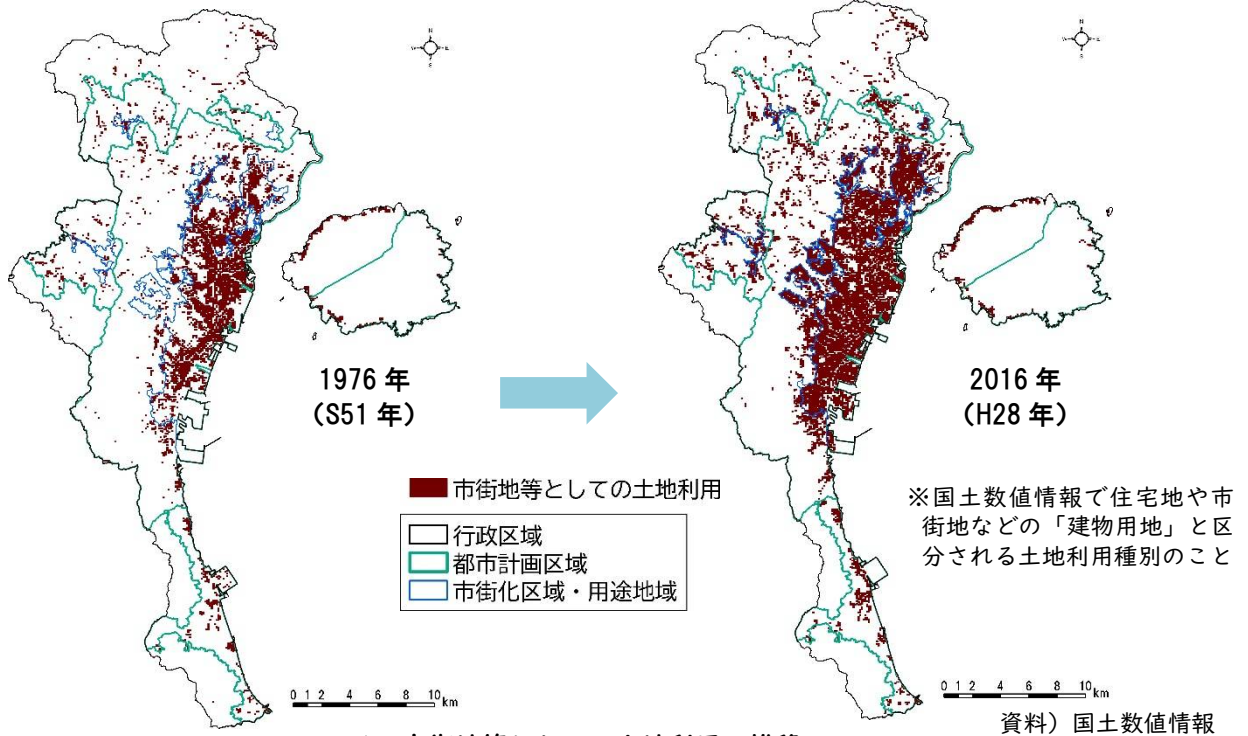 1976 年
（S51 年）
2016 年
（H28 年）
市街地等としての土地利用
行政区域
都市計画区域
市街化区域・用途地域
※国土数値情報で住宅地や市
街地などの「建物用地」と区
分される土地利用種別のこと
0 1 2 4 6 8 10 km
0 1 2 4 6 8 10 km
資料）国土数値情報